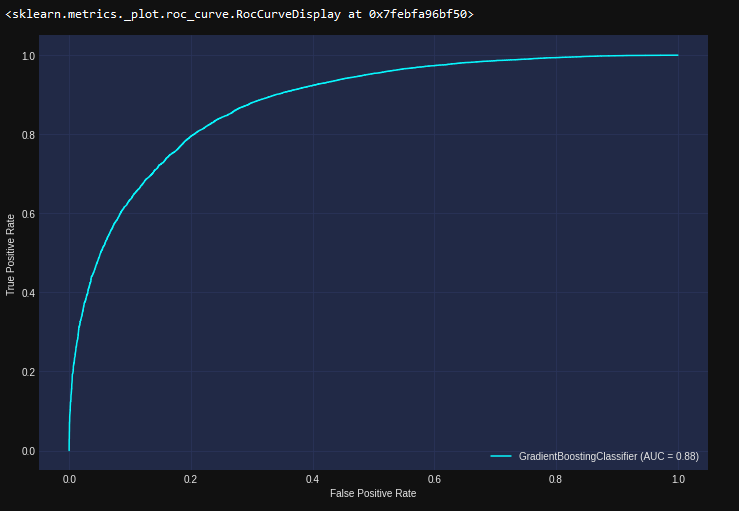 <sklearn.metrics._plot.roc_curve.RocCurveDisplay at 0x7febfa96bf50>
1.0
0.8
0.6
0.4
0.2
0.0
True Positive Rate
GradientBoostingClassifier (AUC = 0.88)
0.0 0.2 0.4 0.6 0.8 1.0
False Positive Rate